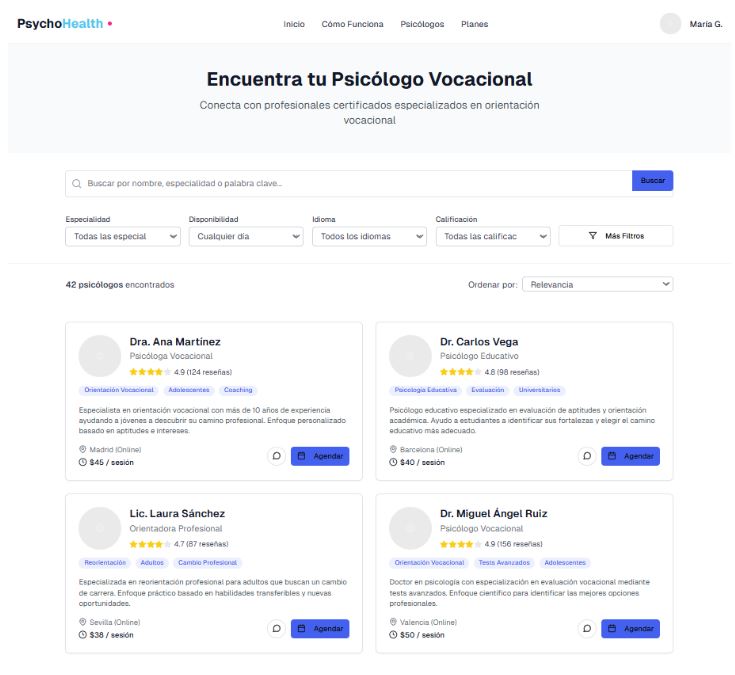 PsychoHealth
Inicio Cómo Funciona Psicólogos Planes
María G.
Encuentra tu Psicólogo Vocacional
Conecta con profesionales certificados especializados en orientación
vocacional
Buscar por nombre, especialidad o palabra clave...
Buscar
Especialidad Disponibilidad Idioma Calificación
Todas las especial Cualquier día Todos los idiomas Todas las calificac Más Filtros
42 psicólogos encontrados
Ordenar por: Relevancia
Dra. Ana Martínez
Psicóloga Vocacional
4.9 (124 reseñas)
Orientación Vocacional Adolescentes Coaching
Especialista en orientación vocacional con más de 10 años de experiencia
ayudando a jóvenes a descubrir su camino profesional. Enfoque personalizado
basado en aptitudes e intereses.
Madrid (Online)
$45 / sesión
Agendar
Dr. Carlos Vega
Psicólogo Educativo
4.8 (98 reseñas)
Psicología Educativa Evaluación Universitarios
Psicólogo educativo especializado en evaluación de aptitudes y orientación
académica. Ayudo a estudiantes a identificar sus fortalezas y elegir el camino
educativo más adecuado.
Barcelona (Online)
$40 / sesión
Agendar
Lic. Laura Sánchez
Orientadora Profesional
4.7 (87 reseñas)
Reorientación Adultos Cambio Profesional
Especializada en reorientación profesional para adultos que buscan un cambio
de carrera. Enfoque práctico basado en habilidades transferibles y nuevas
oportunidades.
Sevilla (Online)
$38 / sesión
Agendar
Dr. Miguel Ángel Ruiz
Psicólogo Vocacional
4.9 (156 reseñas)
Orientación Vocacional Tests Avanzados Adolescentes
Doctor en psicología con especialización en evaluación vocacional mediante
tests avanzados. Enfoque científico para identificar las mejores opciones
profesionales.
Valencia (Online)
$50 / sesión
Agendar